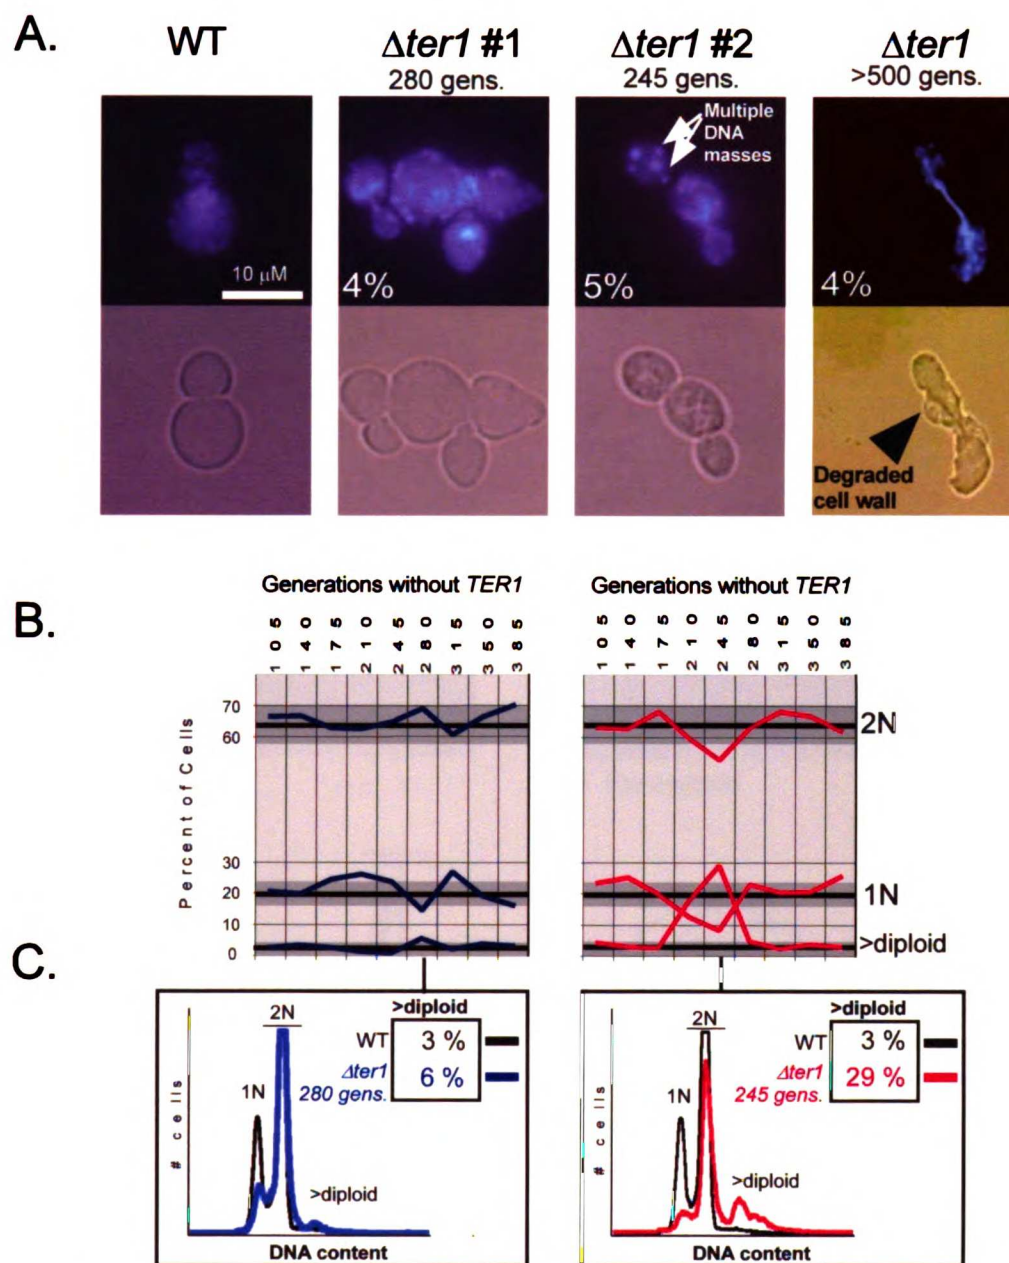 A.
WT
Δter1 #1
280 gens.
Δter1 #2
245 gens.
Δter1
>500 gens.
Multiple
DNA
masses
10 µM
4%
5%
4%
Degraded
cell wall
B.
Generations without TER1
105 140 175 210 245 280 315 350 385
Generations without TER1
105 140 175 210 245 280 315 350 385
Percent of Cells
70
60
30
20
10
0
2N
1N
>diploid
C.
>diploid
2N
WT
3 %
Δter1
280 gens.
6 %
1N
# cells
>diploid
DNA content
>diploid
2N
WT
3 %
Δter1
245 gens.
29 %
1N
# cells
>diploid
DNA content